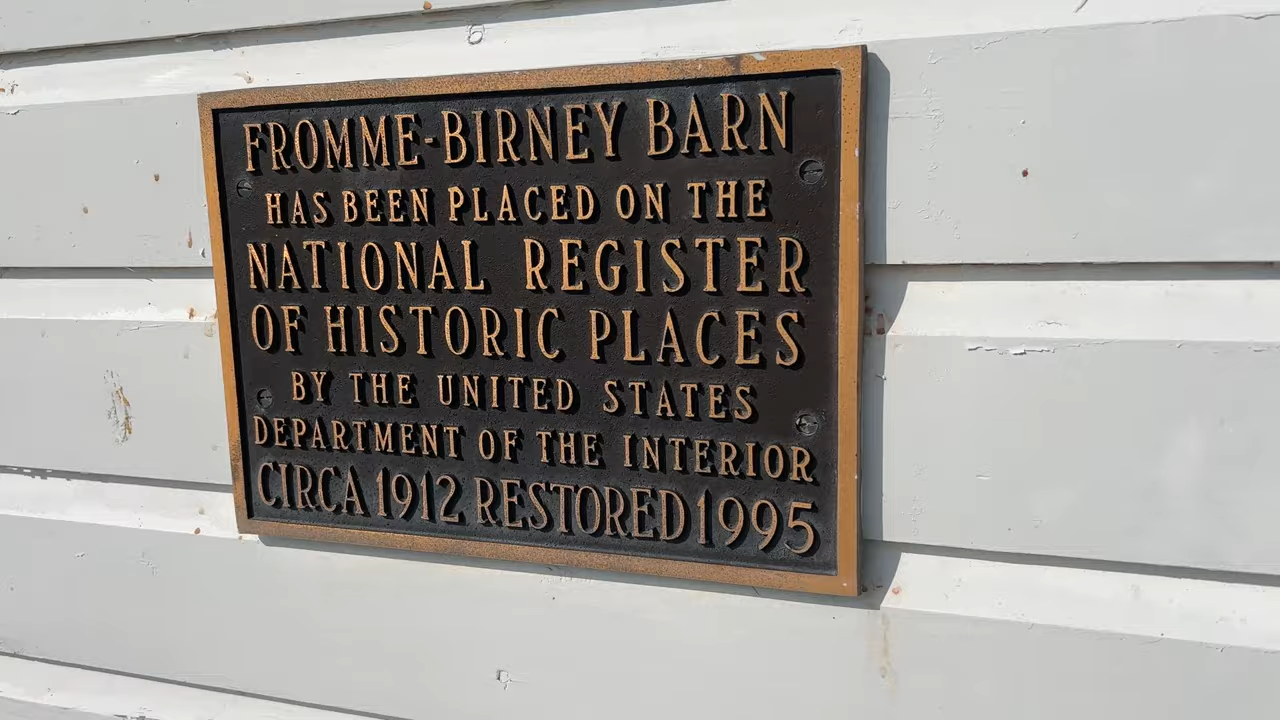 FROMME-BIRNEY BARN
HAS BEEN PLACED ON THE
NATIONAL REGISTER
OF HISTORIC PLACES
BY THE UNITED STATES
DEPARTMENT OF THE INTERIOR
CIRCA 1912 RESTORED 1995